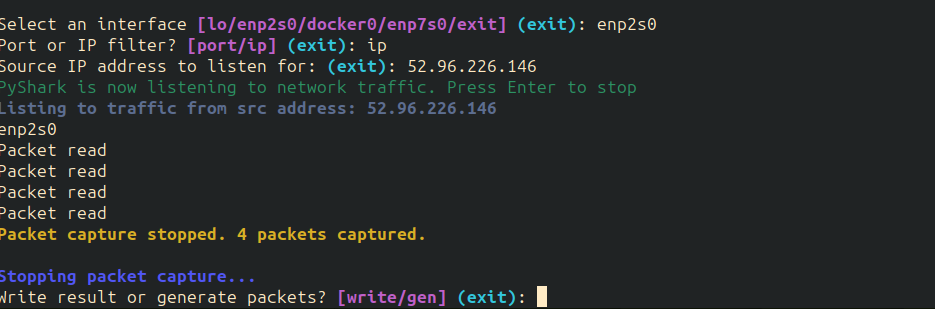 Select an interface [lo/enp2s0/docker0/enp7s0/exit] (exit): enp2s0
Port or IP filter? [port/ip] (exit): ip
Source IP address to listen for: (exit): 52.96.226.146
PyShark is now listening to network traffic. Press Enter to stop
Listing to traffic from src address: 52.96.226.146
enp2s0
Packet read
Packet read
Packet read
Packet read
Packet capture stopped. 4 packets captured.
Stopping packet capture...
Write result or generate packets? [write/gen] (exit):